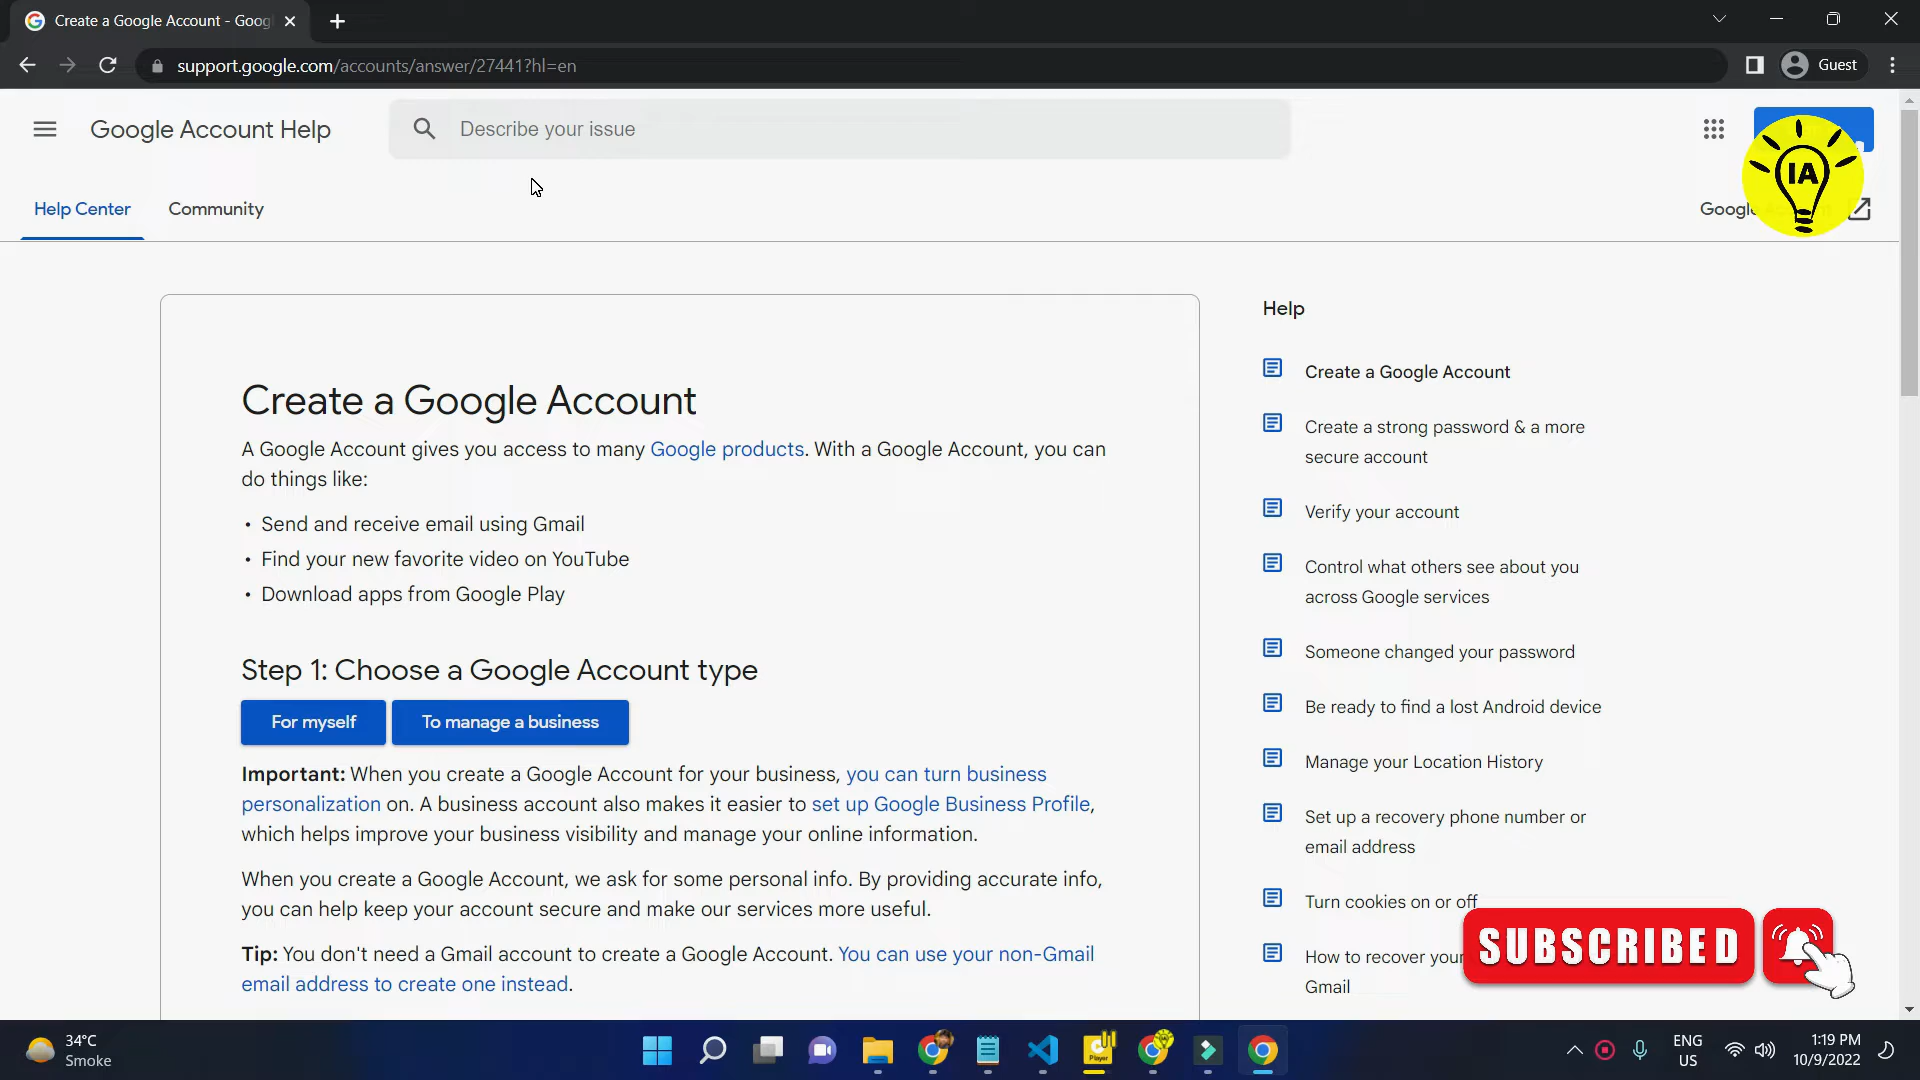 Create a Google Account - Goog
support.google.com/accounts/answer/27441?hl=en
Guest
Google Account Help
Describe your issue
IA
Help Center
Community
Google
Create a Google Account
A Google Account gives you access to many Google products. With a Google Account, you can
do things like:
• Send and receive email using Gmail
• Find your new favorite video on YouTube
• Download apps from Google Play
Step 1: Choose a Google Account type
For myself
To manage a business
Important: When you create a Google Account for your business, you can turn business
personalization on. A business account also makes it easier to set up Google Business Profile,
which helps improve your business visibility and manage your online information.
When you create a Google Account, we ask for some personal info. By providing accurate info,
you can help keep your account secure and make our services more useful.
Tip: You don't need a Gmail account to create a Google Account. You can use your non-Gmail
email address to create one instead.
Help
Create a Google Account
Create a strong password & a more
secure account
Verify your account
Control what others see about you
across Google services
Someone changed your password
Be ready to find a lost Android device
Manage your Location History
Set up a recovery phone number or
email address
Turn cookies on or off
How to recover your
Gmail
SUBSCRIBED
34°C
Smoke
Player
ENG
US
1:19 PM
10/9/2022